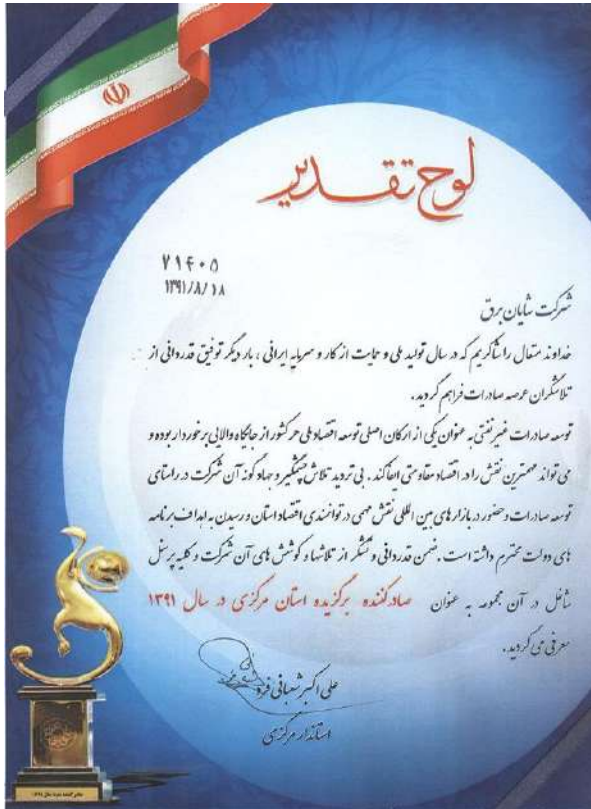 لوح تقدیر
۷۱۴۰۵
۱۳۹۱/۸/۱۸
شرکت شایان برق
خداوند متعال را شاکریم که در سال تولید ملی و حمایت از کار و سرمایه ایرانی ، بار دیگر توفیق قدردانی از
تلاشگران عرصه صادرات فراهم گردید.
توسعه صادرات غیرنفتی به عنوان یکی از ارکان اصلی توسعه اقتصاد ملی هر کشور از جایگاه والایی برخوردار بوده و
می تواند مهمترین نقش را در اقتصاد مقاومتی ایفا کند . بی تردید تلاش چشمگیر و جهادگونه آن شرکت در راستای
توسعه صادرات و حضور در بازارهای بین المللی نقش مهمی در توانمندی اقتصاد استان و رسیدن به اهداف برنامه
های دولت محترم داشته است . ضمن قدردانی و تشکر از تلاشها و کوشش های آن شرکت و کلیه پرسنل
شاغل در آن مجموعه به عنوان صادرکننده برگزیده استان مرکزی در سال ۱۳۹۱
معرفی می گردید.
علی اکبر شعبانی فرد
استاندار مرکزی